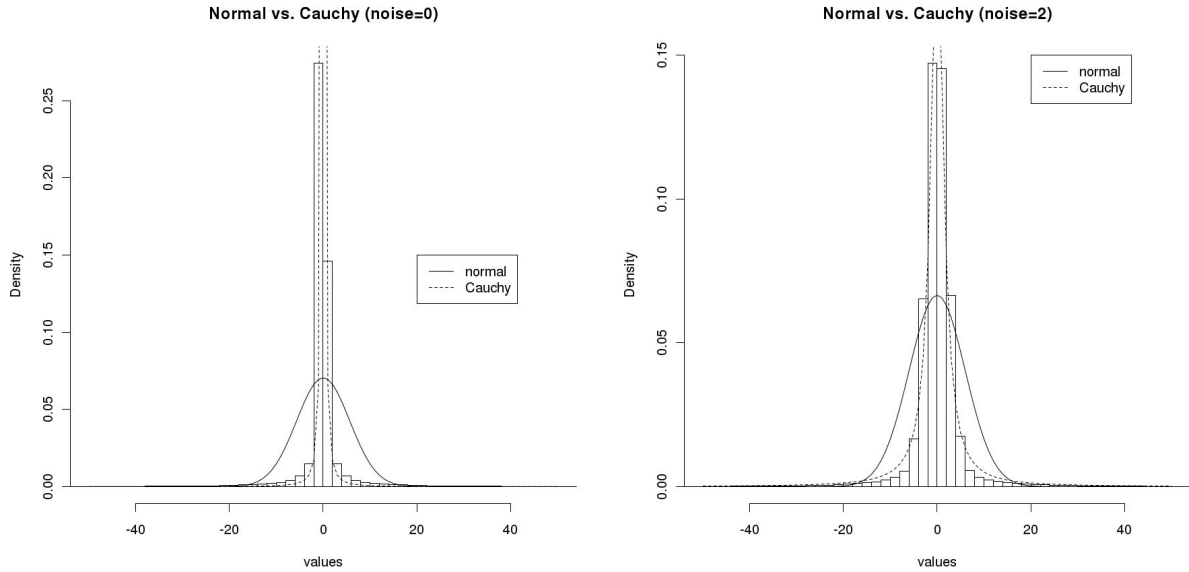 Normal vs. Cauchy (noise=0)
Density
0.00
0.05
0.10
0.15
0.20
0.25
normal
Cauchy
-40
-20
0
20
40
values
Normal vs. Cauchy (noise=2)
Density
0.00
0.05
0.10
0.15
normal
Cauchy
-40
-20
0
20
40
values